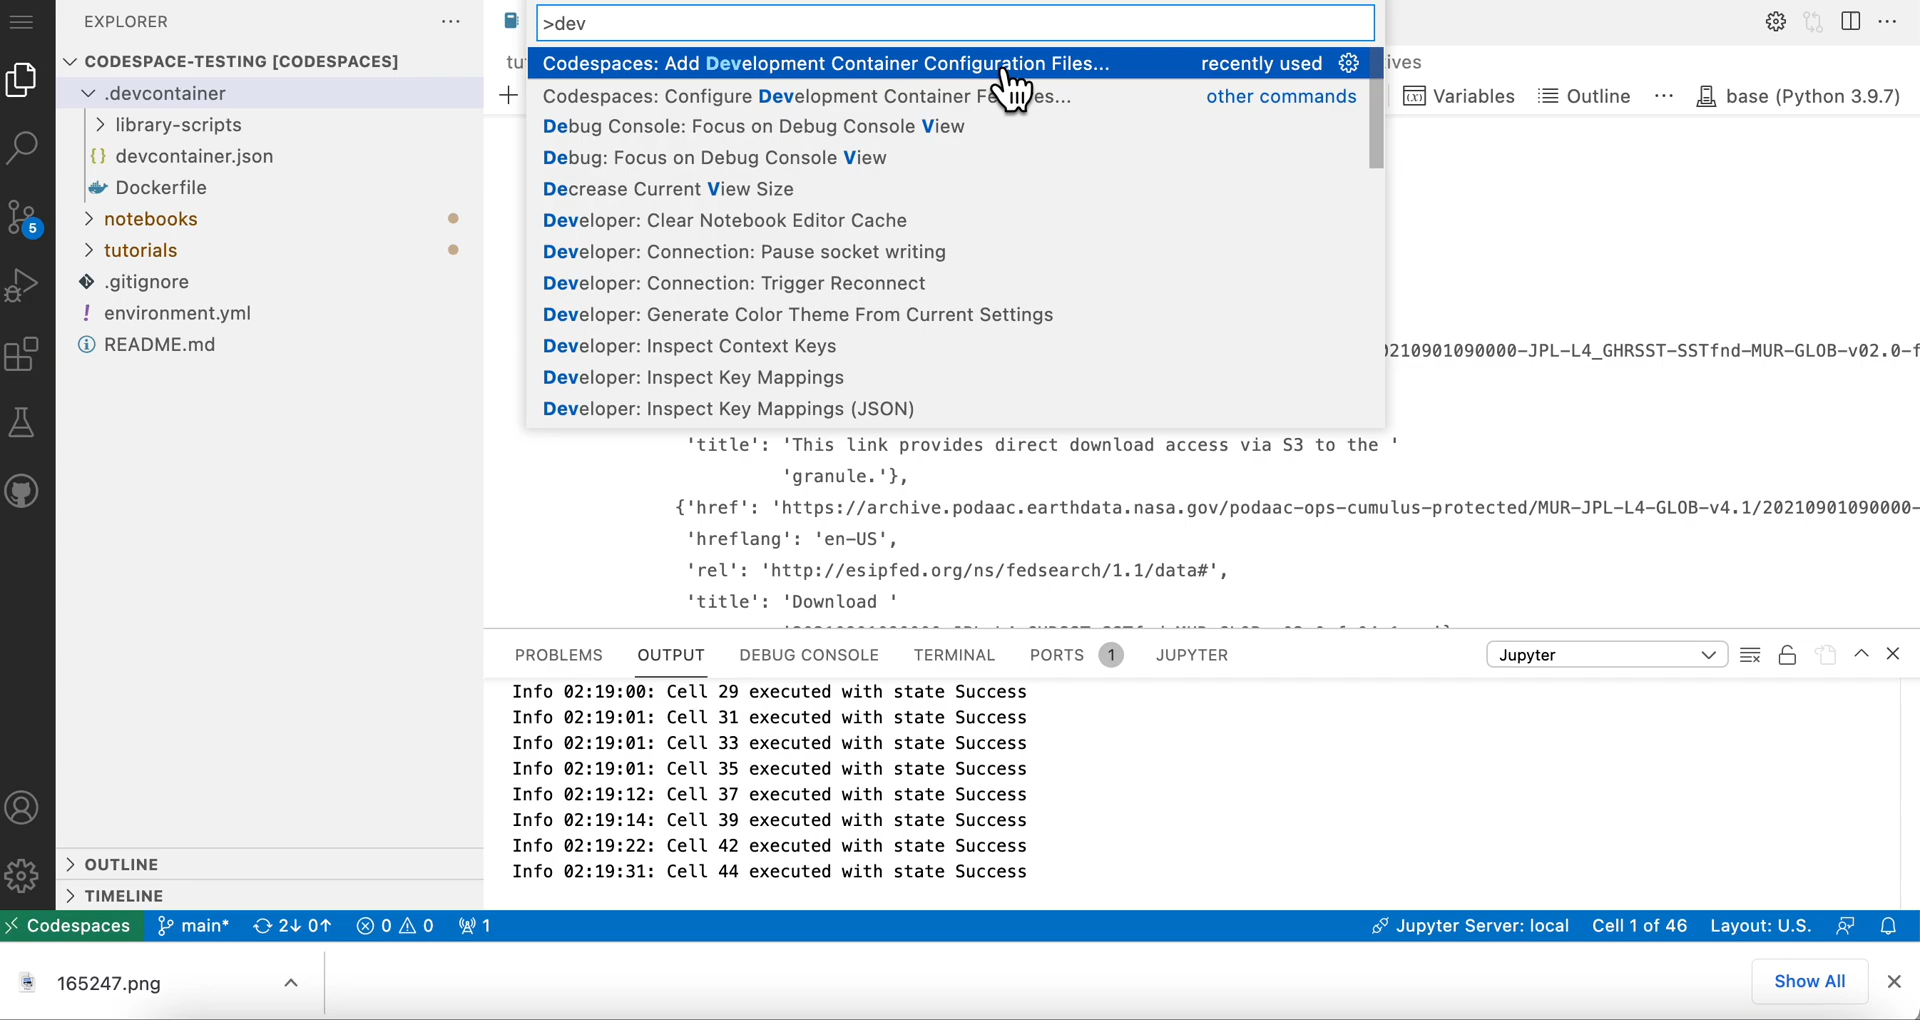 EXPLORER
CODESPACE-TESTING [CODESPACES]
.devcontainer
library-scripts
{} devcontainer.json
Dockerfile
notebooks
tutorials
.gitignore
! environment.yml
README.md
OUTLINE
TIMELINE
5
>dev
Codespaces: Add Development Container Configuration Files... recently used
Codespaces: Configure Development Container other commands
Debug Console: Focus on Debug Console View
Debug: Focus on Debug Console View
Decrease Current View Size
Developer: Clear Notebook Editor Cache
Developer: Connection: Pause socket writing
Developer: Connection: Trigger Reconnect
Developer: Generate Color Theme From Current Settings
Developer: Inspect Context Keys
Developer: Inspect Key Mappings
Developer: Inspect Key Mappings (JSON)
Variables Outline ... base (Python 3.9.7)
210901090000-JPL-L4_GHRSST-SSTfnd-MUR-GLOB-v02.0-f
'title': 'This link provides direct download access via S3 to the '
'granule.'},
{'href': 'https://archive.podaac.earthdata.nasa.gov/podaac-ops-cumulus-protected/MUR-JPL-L4-GLOB-v4.1/20210901090000-
'hreflang': 'en-US',
'rel': 'http://esipfed.org/ns/fedsearch/1.1/data#',
'title': 'Download '
PROBLEMS OUTPUT DEBUG CONSOLE TERMINAL PORTS 1 JUPYTER Jupyter
Info 02:19:00: Cell 29 executed with state Success
Info 02:19:01: Cell 31 executed with state Success
Info 02:19:01: Cell 33 executed with state Success
Info 02:19:01: Cell 35 executed with state Success
Info 02:19:12: Cell 37 executed with state Success
Info 02:19:14: Cell 39 executed with state Success
Info 02:19:22: Cell 42 executed with state Success
Info 02:19:31: Cell 44 executed with state Success
Codespaces main* 2↓ 0↑ 0 0 1 Jupyter Server: local Cell 1 of 46 Layout: U.S.
165247.png Show All